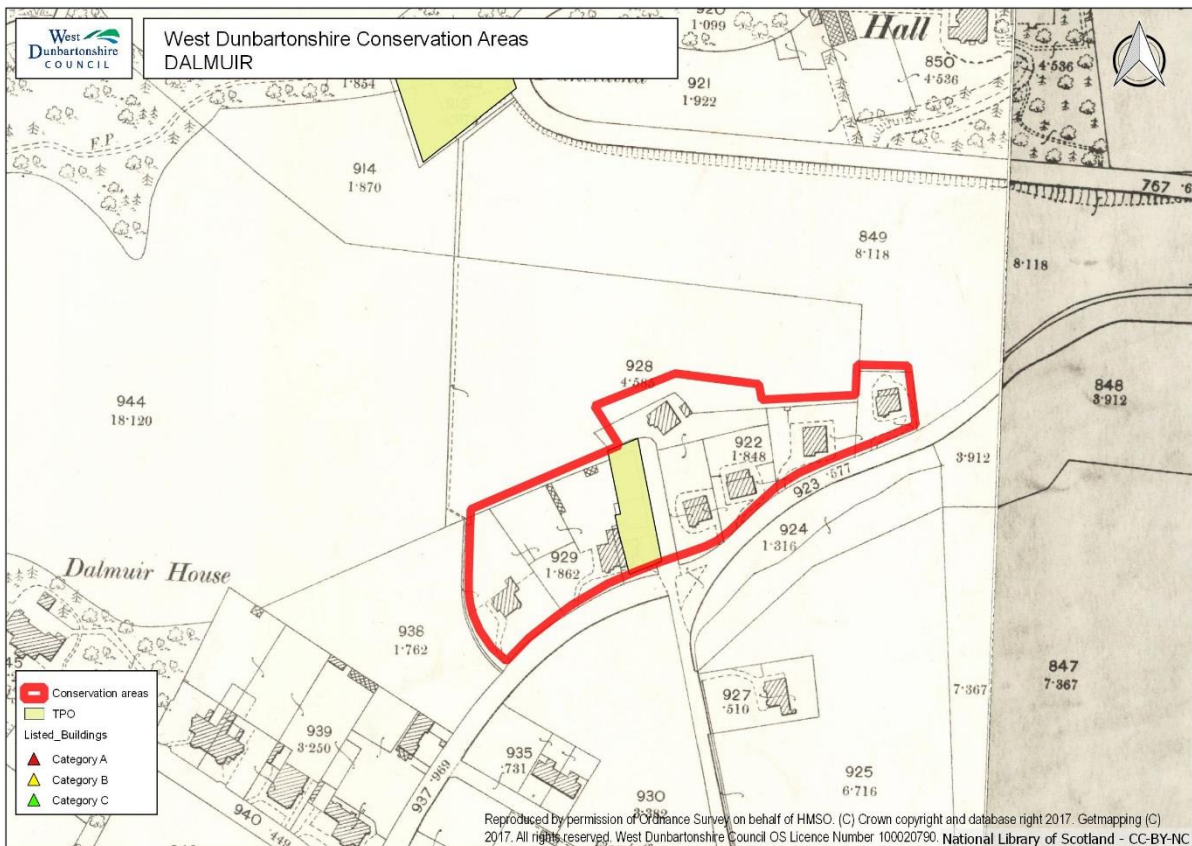 West
Dunbartonshire
COUNCIL
West Dunbartonshire Conservation Areas
DALMUIR
1·099
Hall
850
4·536
4·536
921
1·922
1·854
F.P.
914
1·870
767
849
8·118
8·118
928
4·585
944
18·120
848
3·912
922
1·848
3·912
923 ·577
924
1·316
929
1·862
Dalmuir House
938
1·762
847
7·367
7·367
927
·510
939
3·250
935
·731
937 ·969
925
6·716
930
3·382
940
449
Conservation areas
TPO
Listed_Buildings
Category A
Category B
Category C
Reproduced by permission of Ordnance Survey on behalf of HMSO. (C) Crown copyright and database right 2017. Getmapping (C)
2017. All rights reserved. West Dunbartonshire Council OS Licence Number 100020790. National Library of Scotland - CC-BY-NC